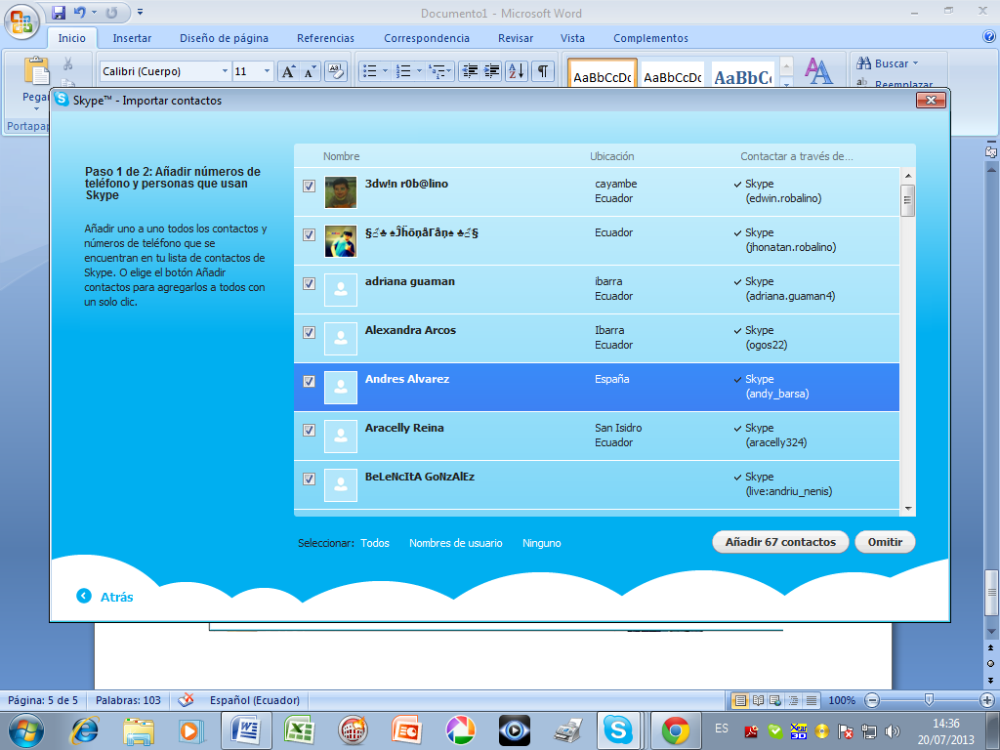 Documento1 - Microsoft Word
Inicio Insertar Diseño de página Referencias Correspondencia Revisar Vista Complementos
Calibri (Cuerpo) 11
AaBbCcDc AaBbCcDc AaBbC
Buscar
Reemplazar
Pegar
Portapap
Skype™ - Importar contactos
Paso 1 de 2: Añadir números de
teléfono y personas que usan
Skype
Añadir uno a uno todos los contactos y
números de teléfono que se
encuentran en tu lista de contactos de
Skype. O elige el botón Añadir
contactos para agregarlos a todos con
un solo clic.
Nombre Ubicación Contactar a través de...
3dw!n r0b@lino cayambe Skype
Ecuador (edwin.robalino)
Ecuador Skype
(jhonatan.robalino)
adriana guaman ibarra Skype
Ecuador (adriana.guaman4)
Alexandra Arcos Ibarra Skype
Ecuador (ogos22)
Andres Alvarez España Skype
(andy_barsa)
Aracelly Reina San Isidro Skype
Ecuador (aracelly324)
BeLeNcItA GoNzAlEz Skype
(live:andriu_nenis)
Seleccionar: Todos Nombres de usuario Ninguno
Añadir 67 contactos Omitir
Atrás
Página: 5 de 5 Palabras: 103 Español (Ecuador) 100%
ES
14:36
20/07/2013